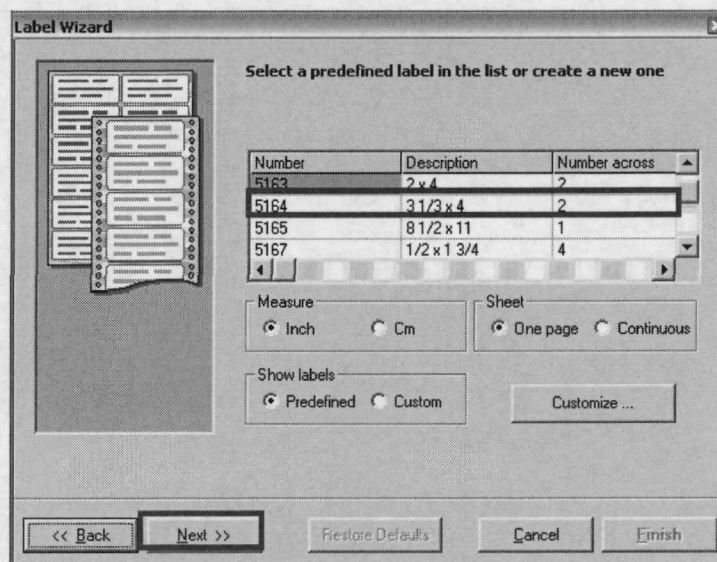 Label Wizard
Select a predefined label in the list or create a new one
Number Description Number across
5163 2 x 4 2
5164 3 1/3 x 4 2
5165 8 1/2 x 11 1
5167 1/2 x 1 3/4 4
Measure
Inch Cm
Sheet
One page Continuous
Show labels
Predefined Custom
Customize ...
<< Back Next >> Restore Defaults Cancel Finish